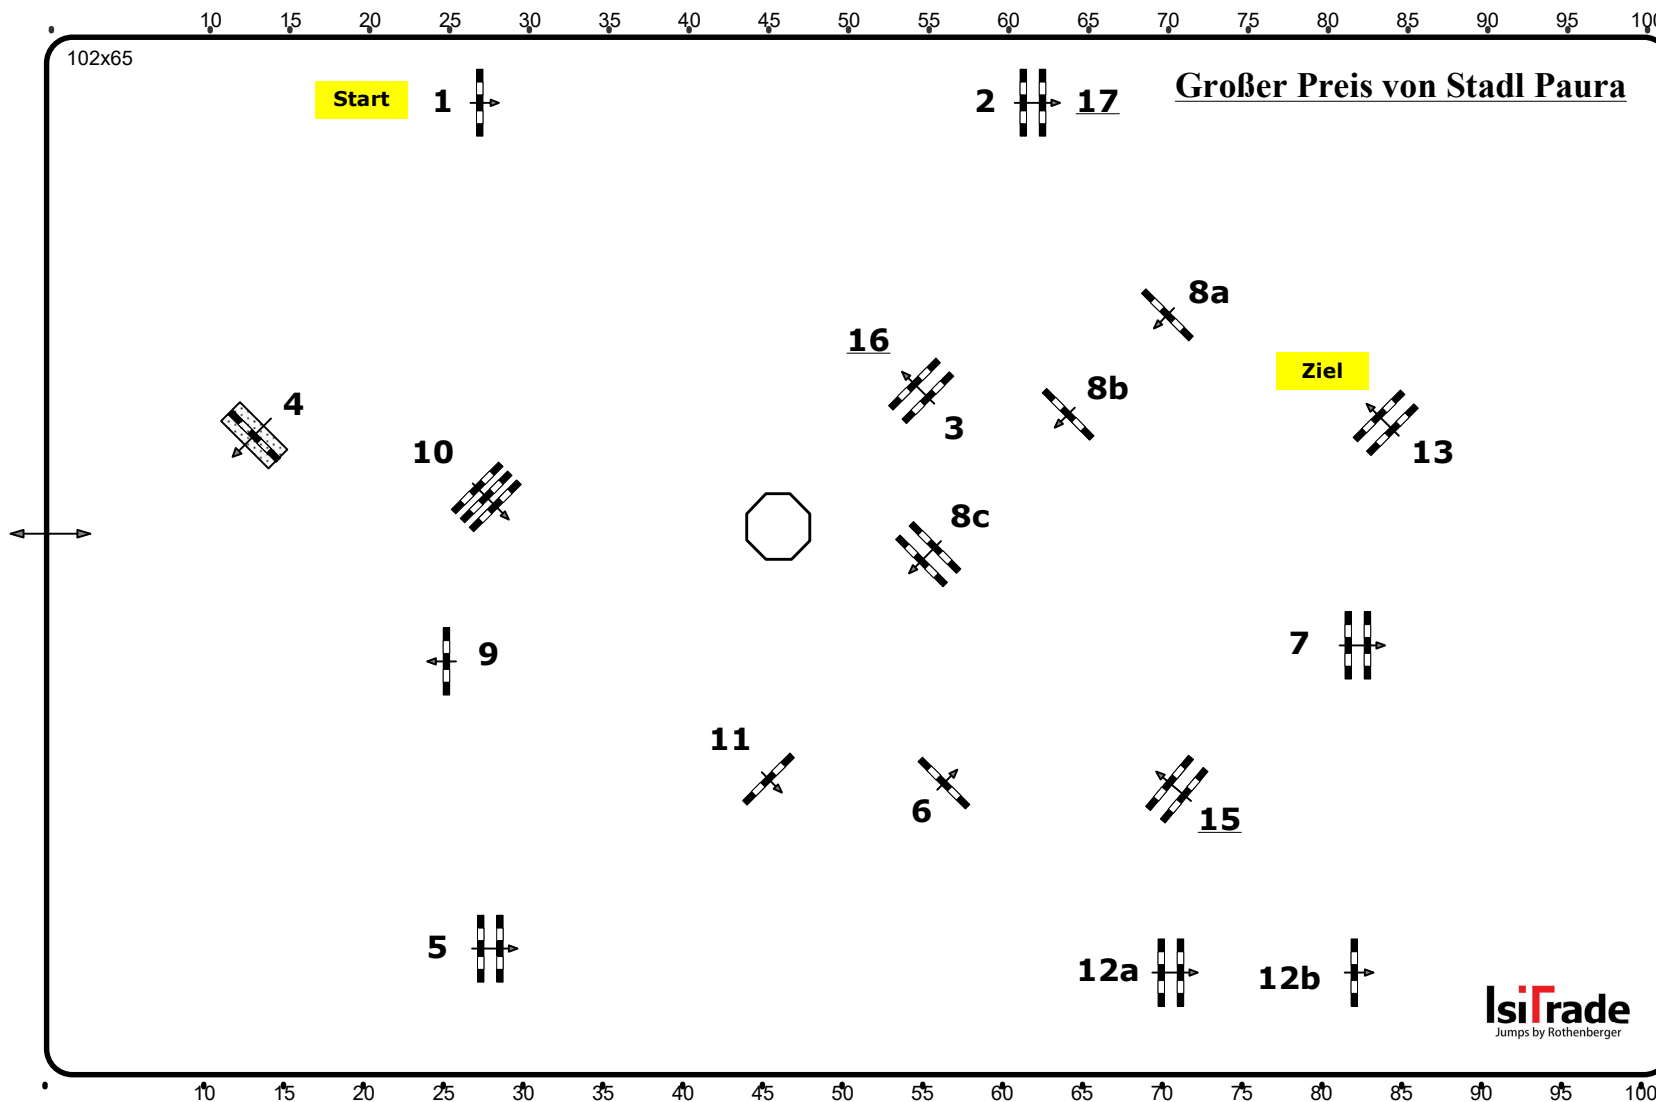 10 15 20 25 30 35 40 45 50 55 60 65 70 75 80 85 90 95 100
102x65
Großer Preis von Stadl Paura
Start 1 2 17
8a
16
Ziel
4 8b
3
10 13
8c
7
9
11
6 15
5
12a 12b
IsiTrade
Jumps by Rothenberger
10 15 20 25 30 35 40 45 50 55 60 65 70 75 80 85 90 95 100